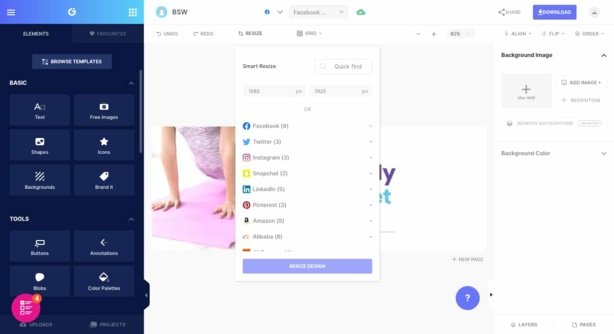 BSW
Facebook ...
SHARE
DOWNLOAD
ELEMENTS
FAVOURITES
UNDO
REDO
RESIZE
GRID
82%
ALIGN
FLIP
ORDER
BROWSE TEMPLATES
BASIC
Text
Free Images
Shapes
Icons
Backgrounds
Brand it
TOOLS
Buttons
Annotations
Blobs
Color Palettes
4
UPLOADS
PROJECTS
Smart Resize
Quick find
1080 px
1920 px
OR
Facebook (9)
Twitter (3)
Instagram (3)
Snapchat (2)
LinkedIn (5)
Pinterest (3)
Amazon (9)
Alibaba (8)
RESIZE DESIGN
ly
et
+ NEW PAGE
?
Background Image
Max 8MB
ADD IMAGE
REPOSITION
REMOVE BACKGROUND
Background Color
LAYERS
PAGES